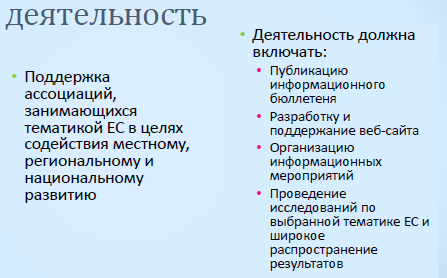 деятельность
• Поддержка
ассоциаций,
занимающихся
тематикой ЕС в целях
содействия местному,
региональному и
национальному
развитию
• Деятельность должна
включать:
• Публикацию
информационного
бюллетеня
• Разработку и
поддержание веб-сайта
• Организацию
информационных
мероприятий
• Проведение
исследований по
выбранной тематике ЕС и
широкое
распространение
результатов